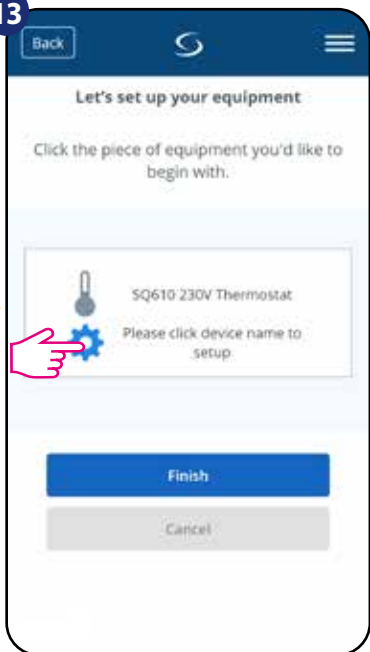 13
Back
Let's set up your equipment
Click the piece of equipment you'd like to
begin with.
SQ610 230V Thermostat
Please click device name to
setup
Finish
Cancel